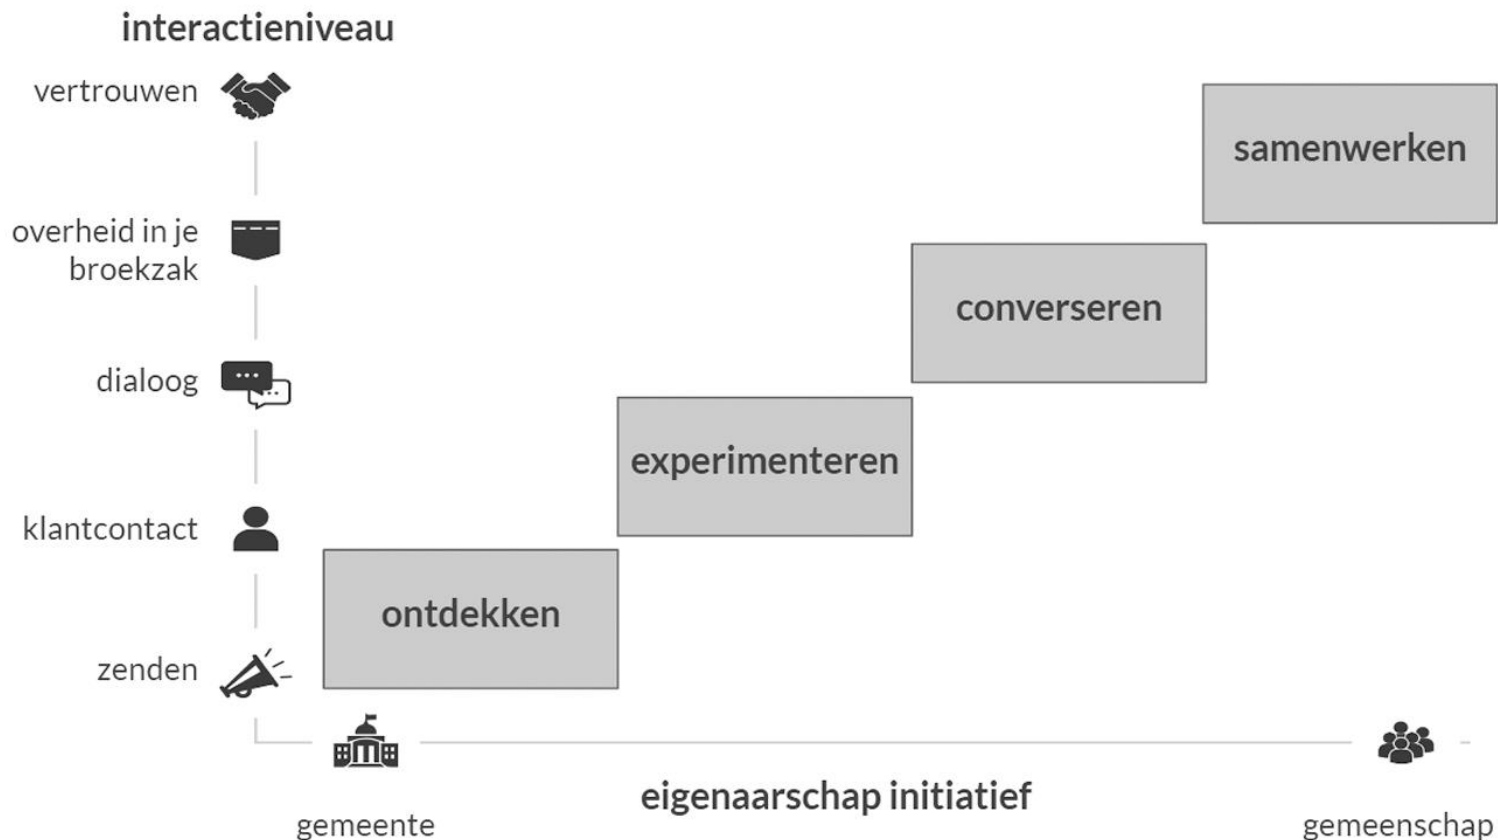 interactieniveau
vertrouwen
samenwerken
overheid in je
broekzak
converseren
dialoog
experimenteren
klantcontact
ontdekken
zenden
eigenaarschap initiatief
gemeente
gemeenschap